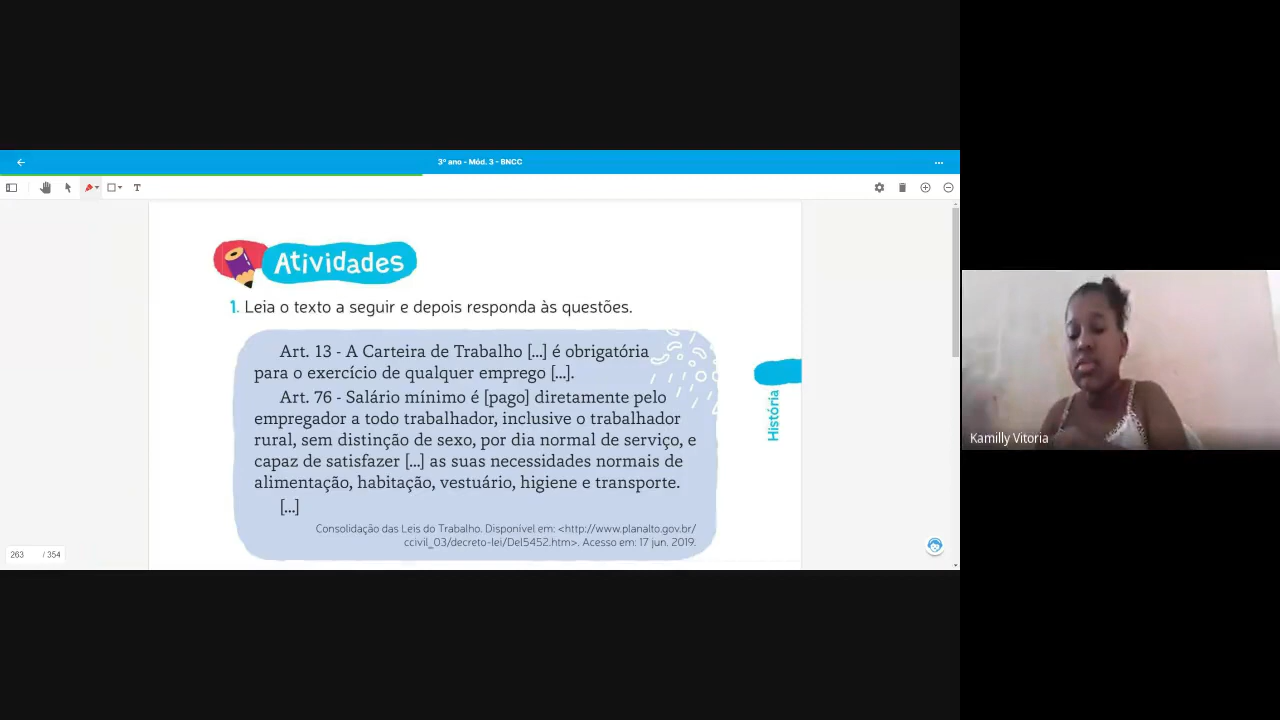 3º ano - Mód. 3 - BNCC
T
Atividades
1. Leia o texto a seguir e depois responda às questões.
Art. 13 - A Carteira de Trabalho [...] é obrigatória
para o exercício de qualquer emprego [...].
Art. 76 - Salário mínimo é [pago] diretamente pelo
empregador a todo trabalhador, inclusive o trabalhador
rural, sem distinção de sexo, por dia normal de serviço, e
capaz de satisfazer [...] as suas necessidades normais de
alimentação, habitação, vestuário, higiene e transporte.
[...]
Consolidação das Leis do Trabalho. Disponível em: <http://www.planalto.gov.br/
ccivil_03/decreto-lei/Del5452.htm>. Acesso em: 17 jun. 2019.
História
263 / 354
Kamilly Vitoria